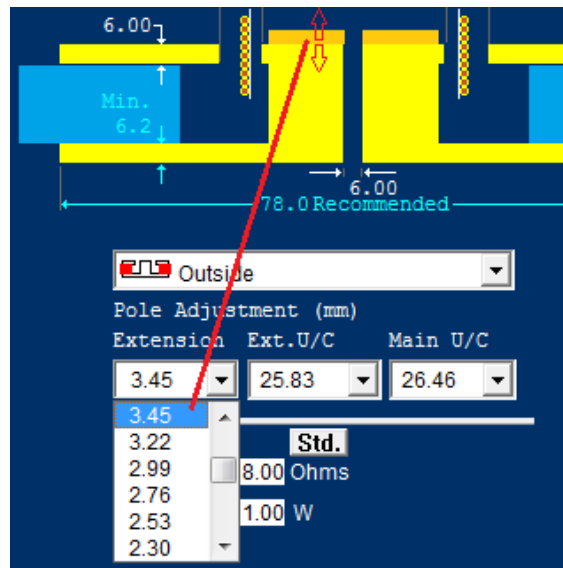 6.00
Min.
6.2
6.00
78.0 Recommended
Outside
Pole Adjustment (mm)
Extension Ext.U/C Main U/C
3.45 25.83 26.46
3.45
3.22 Std.
2.99 8.00 Ohms
2.76
2.53 1.00 W
2.30